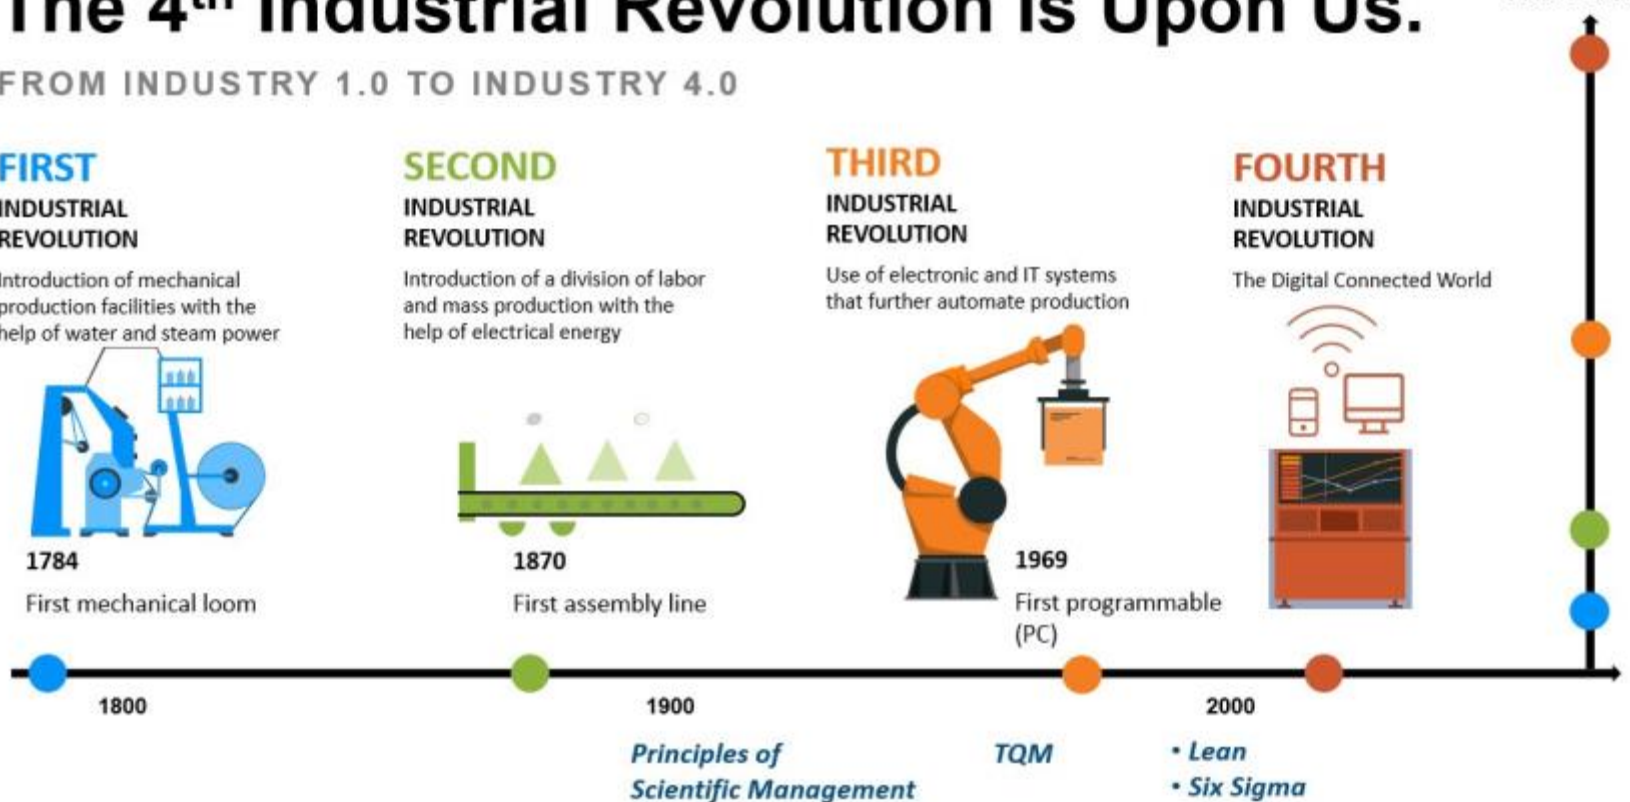 The 4th Industrial Revolution Is Upon Us.
FROM INDUSTRY 1.0 TO INDUSTRY 4.0
FIRST
INDUSTRIAL
REVOLUTION
Introduction of mechanical
production facilities with the
help of water and steam power
1784
First mechanical loom
SECOND
INDUSTRIAL
REVOLUTION
Introduction of a division of labor
and mass production with the
help of electrical energy
1870
First assembly line
THIRD
INDUSTRIAL
REVOLUTION
Use of electronic and IT systems
that further automate production
1969
First programmable
(PC)
FOURTH
INDUSTRIAL
REVOLUTION
The Digital Connected World
1800
1900
2000
Principles of
Scientific Management
TQM
• Lean
• Six Sigma